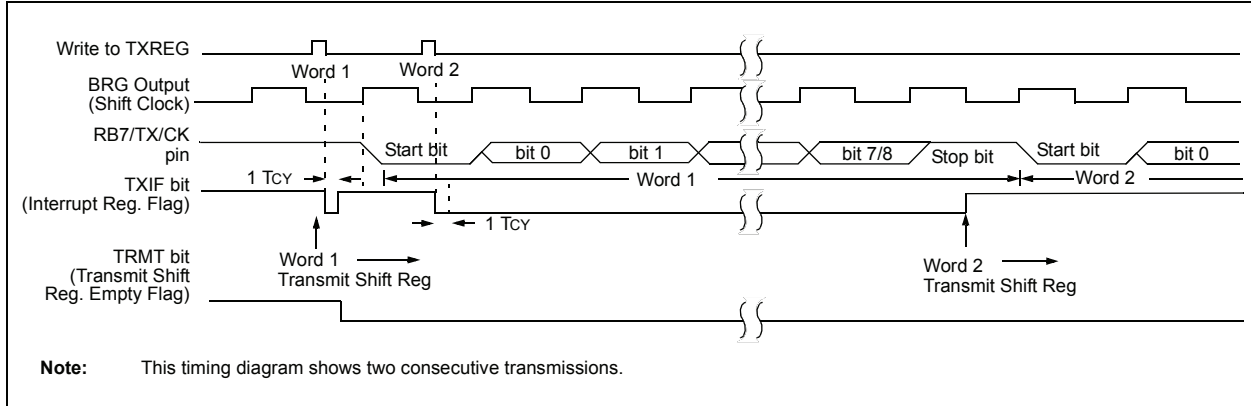 Write to TXREG
Word 1
Word 2
BRG Output
(Shift Clock)
RB7/TX/CK
pin
Start bit
bit 0
bit 1
bit 7/8
Stop bit
Start bit
bit 0
1 TCY
Word 1
Word 2
TXIF bit
(Interrupt Reg. Flag)
1 TCY
TRMT bit
(Transmit Shift
Reg. Empty Flag)
Word 1
Transmit Shift Reg
Word 2
Transmit Shift Reg
Note: This timing diagram shows two consecutive transmissions.